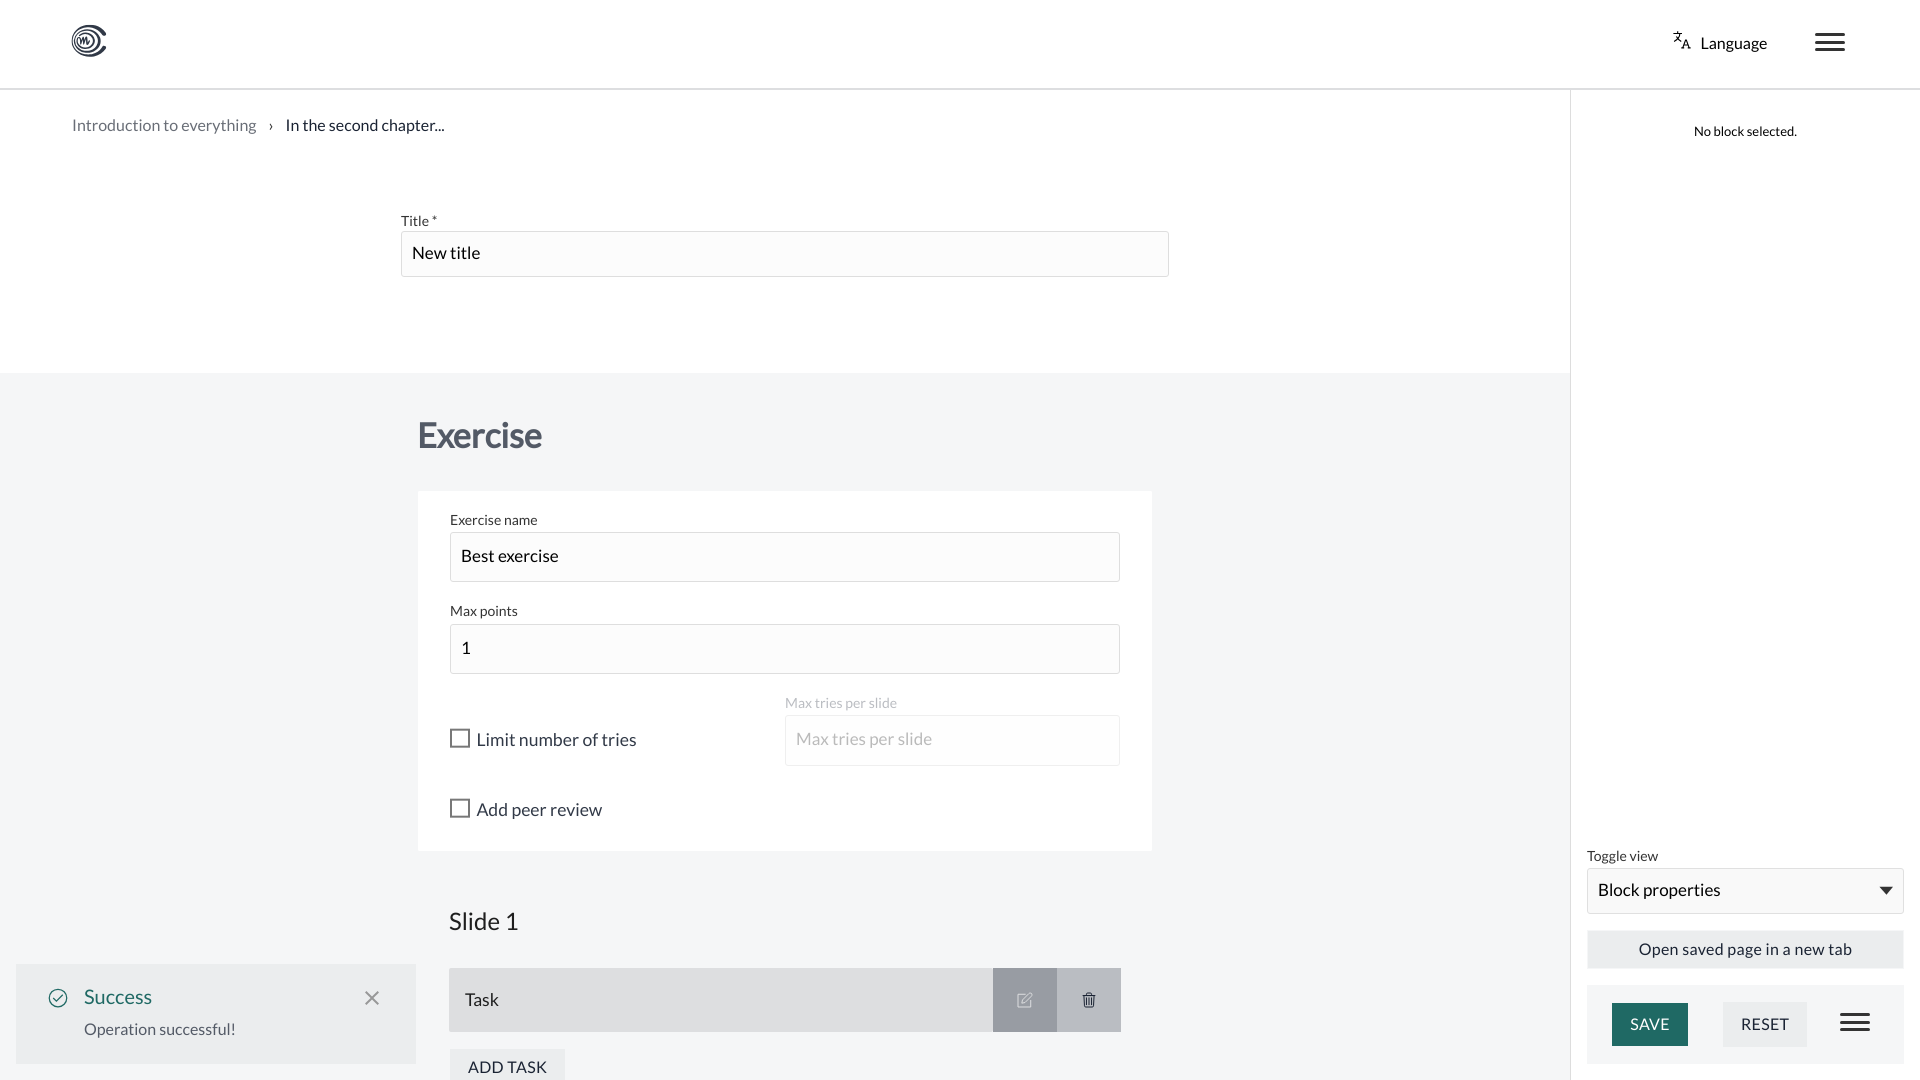 Language
Introduction to everything › In the second chapter...
No block selected.
Title *
New title
Exercise
Exercise name
Best exercise
Max points
1
Max tries per slide
Limit number of tries
Max tries per slide
Add peer review
Toggle view
Block properties
Slide 1
Open saved page in a new tab
Success
Operation successful!
Task
SAVE
RESET
ADD TASK